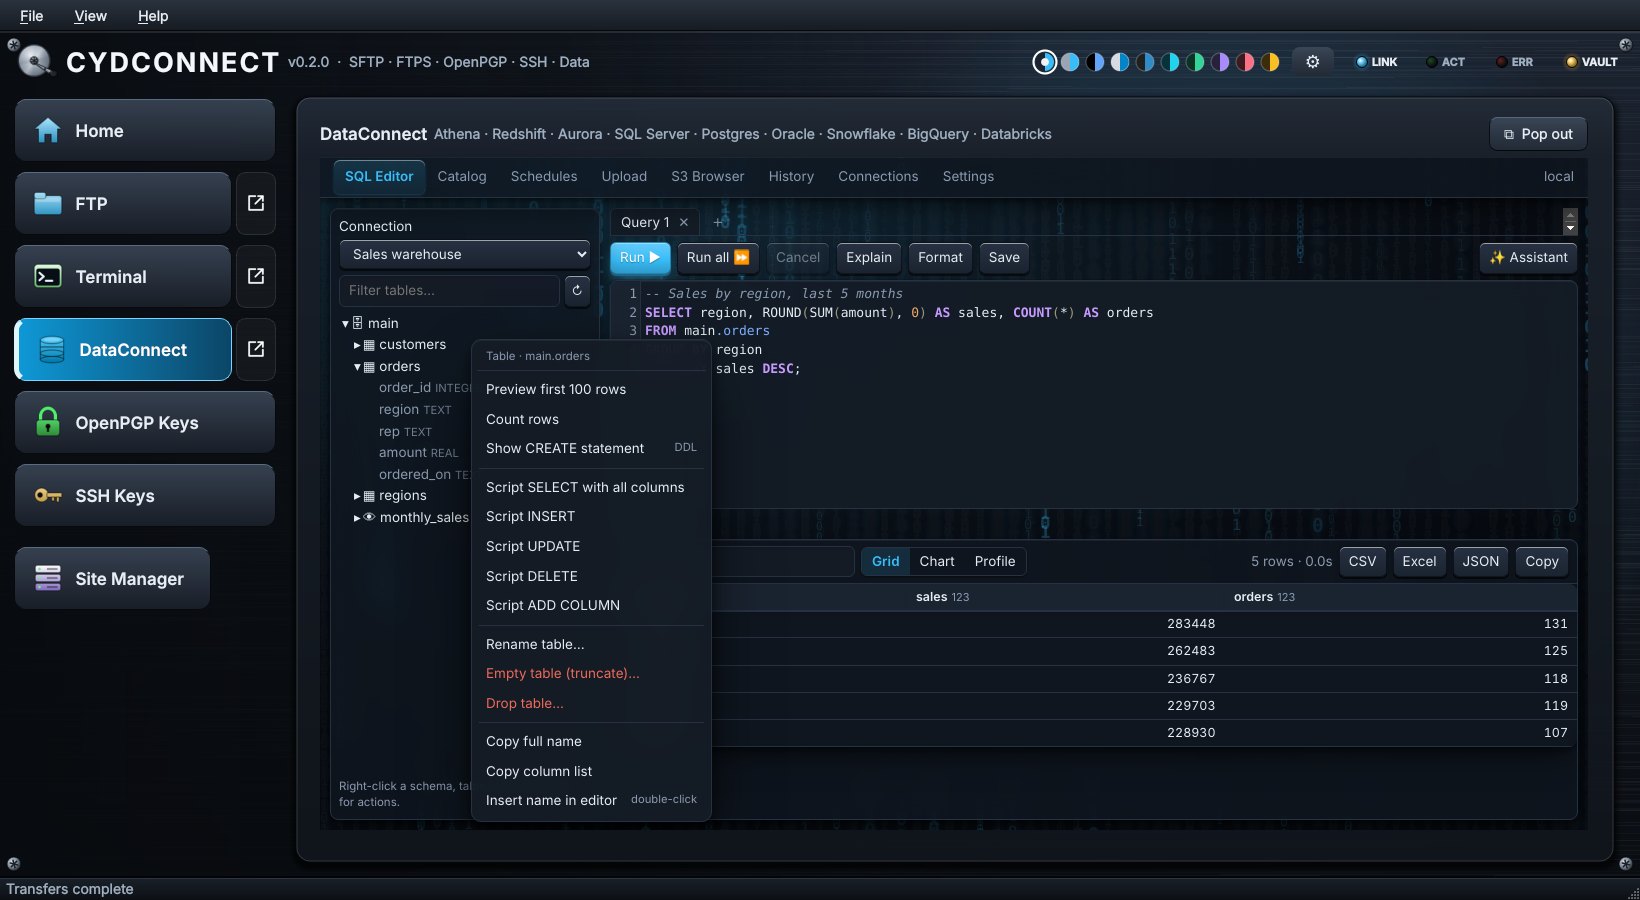 File View Help
CYDCONNECT v0.2.0 · SFTP · FTPS · OpenPGP · SSH · Data
LINK ACT ERR VAULT
Home
FTP
Terminal
DataConnect
OpenPGP Keys
SSH Keys
Site Manager
DataConnect Athena · Redshift · Aurora · SQL Server · Postgres · Oracle · Snowflake · BigQuery · Databricks
Pop out
SQL Editor Catalog Schedules Upload S3 Browser History Connections Settings local
Connection
Sales warehouse
Filter tables...
main
customers
orders
order_id
region TEXT
rep TEXT
amount REAL
ordered_on
regions
monthly_sales
Right-click a schema,
for actions.
Query 1 × +
Run Run all Cancel Explain Format Save Assistant
1 -- Sales by region, last 5 months
2 SELECT region, ROUND(SUM(amount), 0) AS sales, COUNT(*) AS orders
3 FROM main.orders
region
sales DESC;
Table · main.orders
Preview first 100 rows
Count rows
Show CREATE statement DDL
Script SELECT with all columns
Script INSERT
Script UPDATE
Script DELETE
Script ADD COLUMN
Rename table...
Empty table (truncate)...
Drop table...
Copy full name
Copy column list
Insert name in editor double-click
Grid Chart Profile 5 rows · 0.0s CSV Excel JSON Copy
sales 123 orders 123
283448 131
262483 125
236767 118
229703 119
228930 107
Transfers complete